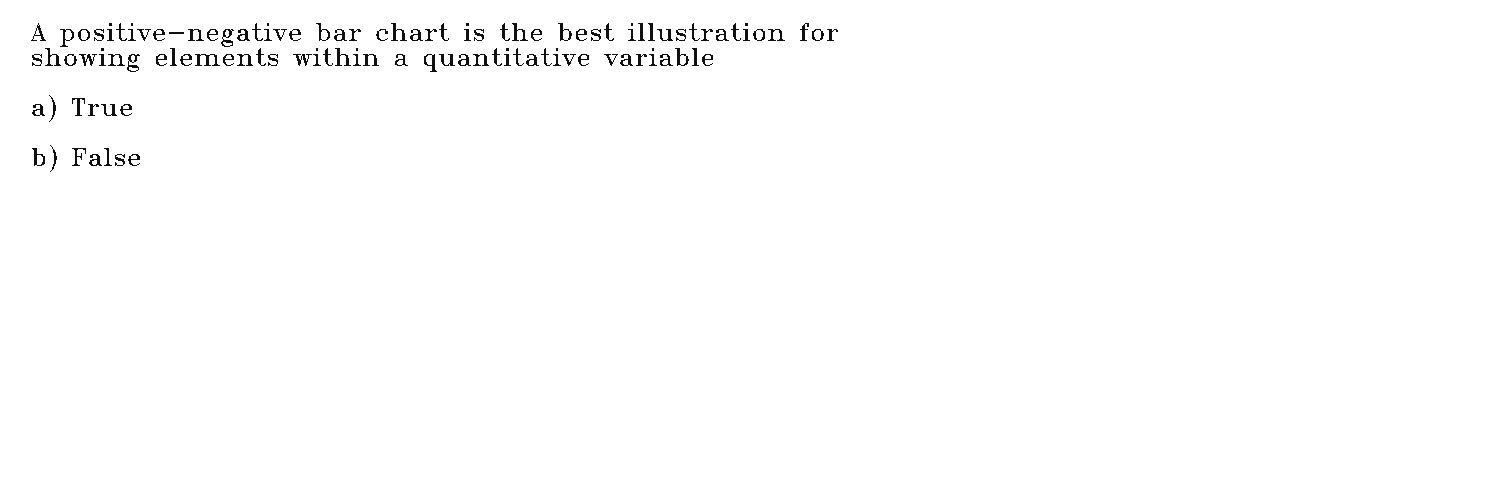 A positive-negative bar chart is the best illustration for
showing elements within a quantitative variable
a) True
b) False